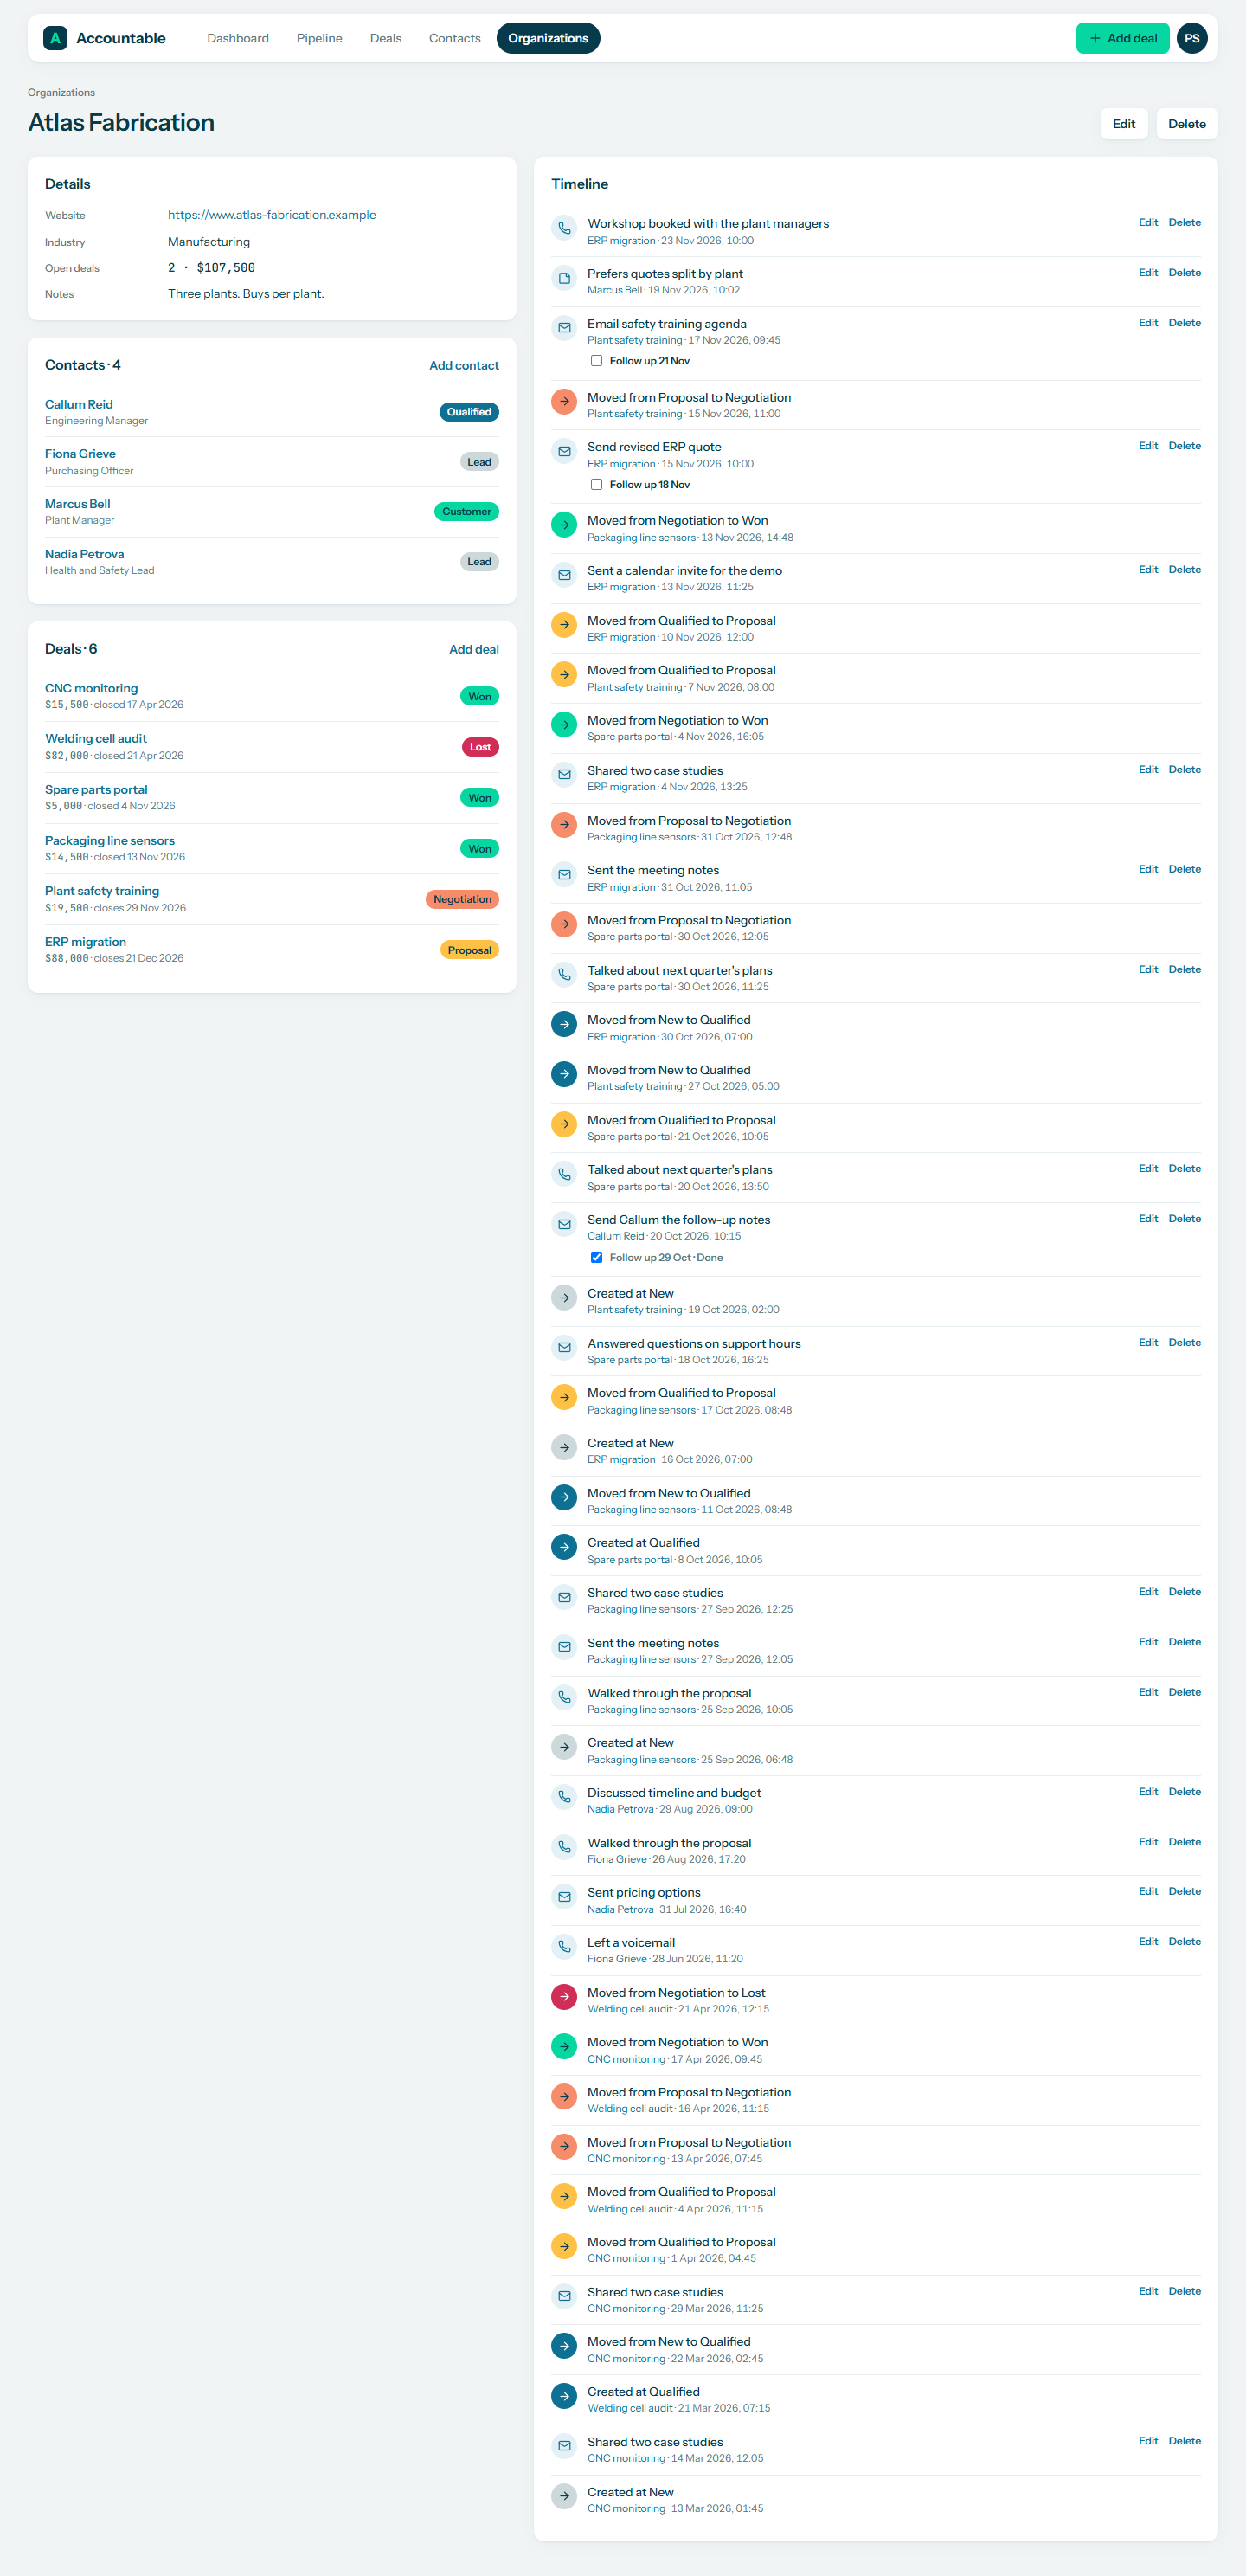 A Accountable Dashboard Pipeline Deals Contacts Organizations + Add deal PS
Organizations
Atlas Fabrication
Edit Delete
Details
Website https://www.atlas-fabrication.example
Industry Manufacturing
Open deals 2 · $107,500
Notes Three plants. Buys per plant.
Contacts · 4 Add contact
Callum Reid
Engineering Manager
Qualified
Fiona Grieve
Purchasing Officer
Lead
Marcus Bell
Plant Manager
Customer
Nadia Petrova
Health and Safety Lead
Lead
Deals · 6 Add deal
CNC monitoring
$15,500 · closed 17 Apr 2026
Won
Welding cell audit
$82,000 · closed 21 Apr 2026
Lost
Spare parts portal
$5,000 · closed 4 Nov 2026
Won
Packaging line sensors
$14,500 · closed 13 Nov 2026
Won
Plant safety training
$19,500 · closes 29 Nov 2026
Negotiation
ERP migration
$88,000 · closes 21 Dec 2026
Proposal
Timeline
Workshop booked with the plant managers Edit Delete
ERP migration · 23 Nov 2026, 10:00
Prefers quotes split by plant Edit Delete
Marcus Bell · 19 Nov 2026, 10:02
Email safety training agenda Edit Delete
Plant safety training · 17 Nov 2026, 09:45
Follow up 21 Nov
Moved from Proposal to Negotiation
Plant safety training · 15 Nov 2026, 11:00
Send revised ERP quote Edit Delete
ERP migration · 15 Nov 2026, 10:00
Follow up 18 Nov
Moved from Negotiation to Won
Packaging line sensors · 13 Nov 2026, 14:48
Sent a calendar invite for the demo Edit Delete
ERP migration · 13 Nov 2026, 11:25
Moved from Qualified to Proposal
ERP migration · 10 Nov 2026, 12:00
Moved from Qualified to Proposal
Plant safety training · 7 Nov 2026, 08:00
Moved from Negotiation to Won
Spare parts portal · 4 Nov 2026, 16:05
Shared two case studies Edit Delete
ERP migration · 4 Nov 2026, 13:25
Moved from Proposal to Negotiation
Packaging line sensors · 31 Oct 2026, 12:48
Sent the meeting notes Edit Delete
ERP migration · 31 Oct 2026, 11:05
Moved from Proposal to Negotiation
Spare parts portal · 30 Oct 2026, 12:05
Talked about next quarter's plans Edit Delete
Spare parts portal · 30 Oct 2026, 11:25
Moved from New to Qualified
ERP migration · 30 Oct 2026, 07:00
Moved from New to Qualified
Plant safety training · 27 Oct 2026, 05:00
Moved from Qualified to Proposal
Spare parts portal · 21 Oct 2026, 10:05
Talked about next quarter's plans Edit Delete
Spare parts portal · 20 Oct 2026, 13:50
Send Callum the follow-up notes Edit Delete
Callum Reid · 20 Oct 2026, 10:15
Follow up 29 Oct · Done
Created at New
Plant safety training · 19 Oct 2026, 02:00
Answered questions on support hours Edit Delete
Spare parts portal · 18 Oct 2026, 16:25
Moved from Qualified to Proposal
Packaging line sensors · 17 Oct 2026, 08:48
Created at New
ERP migration · 16 Oct 2026, 07:00
Moved from New to Qualified
Packaging line sensors · 11 Oct 2026, 08:48
Created at Qualified
Spare parts portal · 8 Oct 2026, 10:05
Shared two case studies Edit Delete
Packaging line sensors · 27 Sep 2026, 12:25
Sent the meeting notes Edit Delete
Packaging line sensors · 27 Sep 2026, 12:05
Walked through the proposal Edit Delete
Packaging line sensors · 25 Sep 2026, 10:05
Created at New
Packaging line sensors · 25 Sep 2026, 06:48
Discussed timeline and budget Edit Delete
Nadia Petrova · 29 Aug 2026, 09:00
Walked through the proposal Edit Delete
Fiona Grieve · 26 Aug 2026, 17:20
Sent pricing options Edit Delete
Nadia Petrova · 31 Jul 2026, 16:40
Left a voicemail Edit Delete
Fiona Grieve · 28 Jun 2026, 11:20
Moved from Negotiation to Lost
Welding cell audit · 21 Apr 2026, 12:15
Moved from Negotiation to Won
CNC monitoring · 17 Apr 2026, 09:45
Moved from Proposal to Negotiation
Welding cell audit · 16 Apr 2026, 11:15
Moved from Proposal to Negotiation
CNC monitoring · 13 Apr 2026, 07:45
Moved from Qualified to Proposal
Welding cell audit · 4 Apr 2026, 11:15
Moved from Qualified to Proposal
CNC monitoring · 1 Apr 2026, 04:45
Shared two case studies Edit Delete
CNC monitoring · 29 Mar 2026, 11:25
Moved from New to Qualified
CNC monitoring · 22 Mar 2026, 02:45
Created at Qualified
Welding cell audit · 21 Mar 2026, 07:15
Shared two case studies Edit Delete
CNC monitoring · 14 Mar 2026, 12:05
Created at New
CNC monitoring · 13 Mar 2026, 01:45